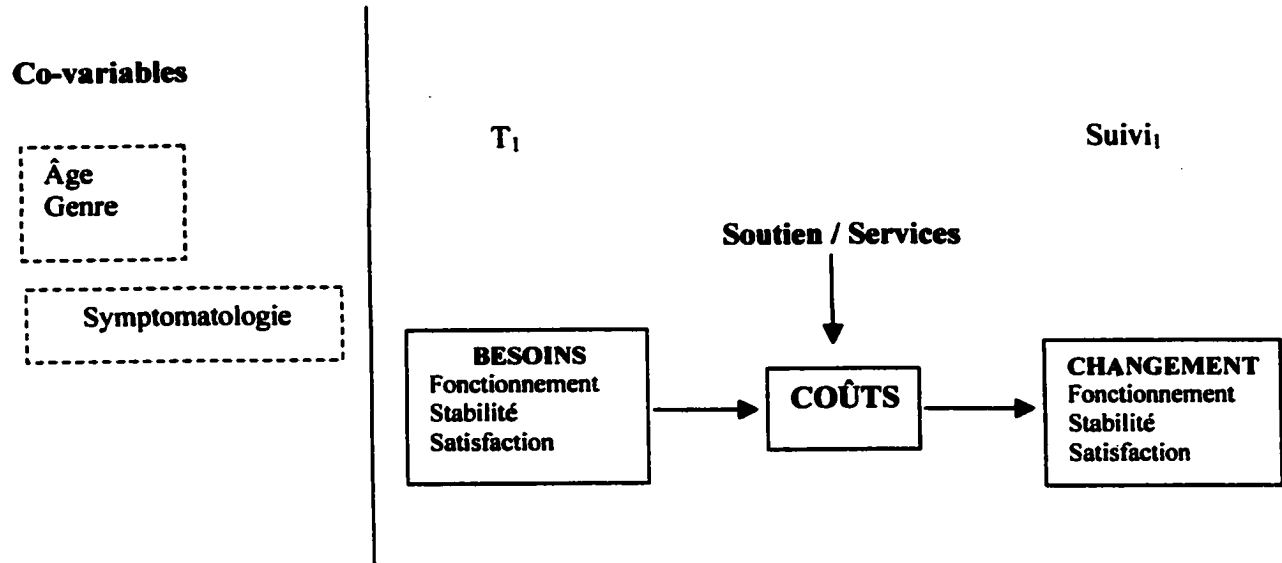 Co-variables
Âge
Genre
Symptomatologie
T₁
Suivi₁
Soutien / Services
BESOINS
Fonctionnement
Stabilité
Satisfaction
COÛTS
CHANGEMENT
Fonctionnement
Stabilité
Satisfaction